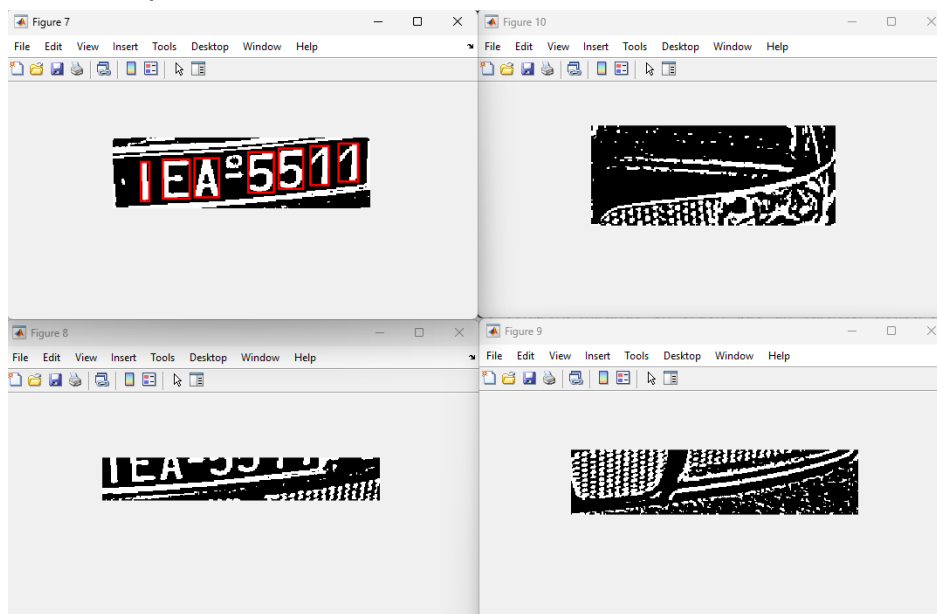 Figure 7
File Edit View Insert Tools Desktop Window Help
IEAº5511
Figure 10
File Edit View Insert Tools Desktop Window Help
Figure 8
File Edit View Insert Tools Desktop Window Help
IEA
Figure 9
File Edit View Insert Tools Desktop Window Help